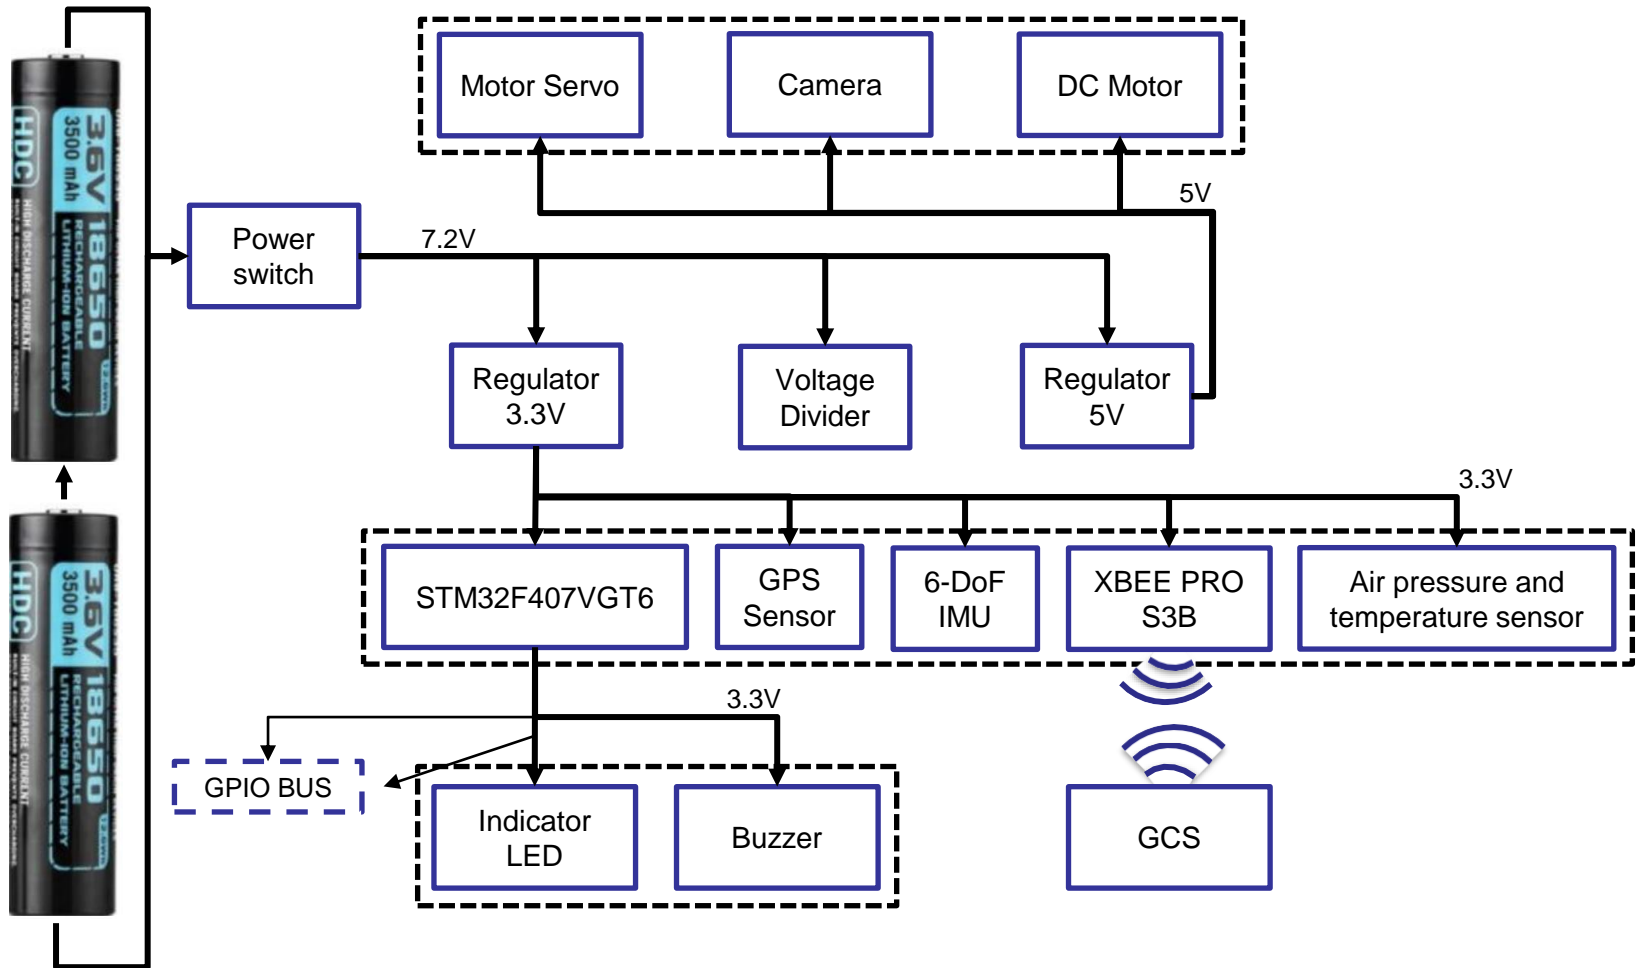 Motor Servo
Camera
DC Motor
5V
3.6V
3500 mAh
HDC
18650
RECHARGEABLE
LITHIUM-ION BATTERY
HIGH DISCHARGE CURRENT
Power
switch
7.2V
Regulator
3.3V
Voltage
Divider
Regulator
5V
3.3V
3.6V
3500 mAh
HDC
18650
RECHARGEABLE
LITHIUM-ION BATTERY
HIGH DISCHARGE CURRENT
STM32F407VGT6
GPS
Sensor
6-DoF
IMU
XBEE PRO
S3B
Air pressure and
temperature sensor
3.3V
GPIO BUS
Indicator
LED
Buzzer
GCS